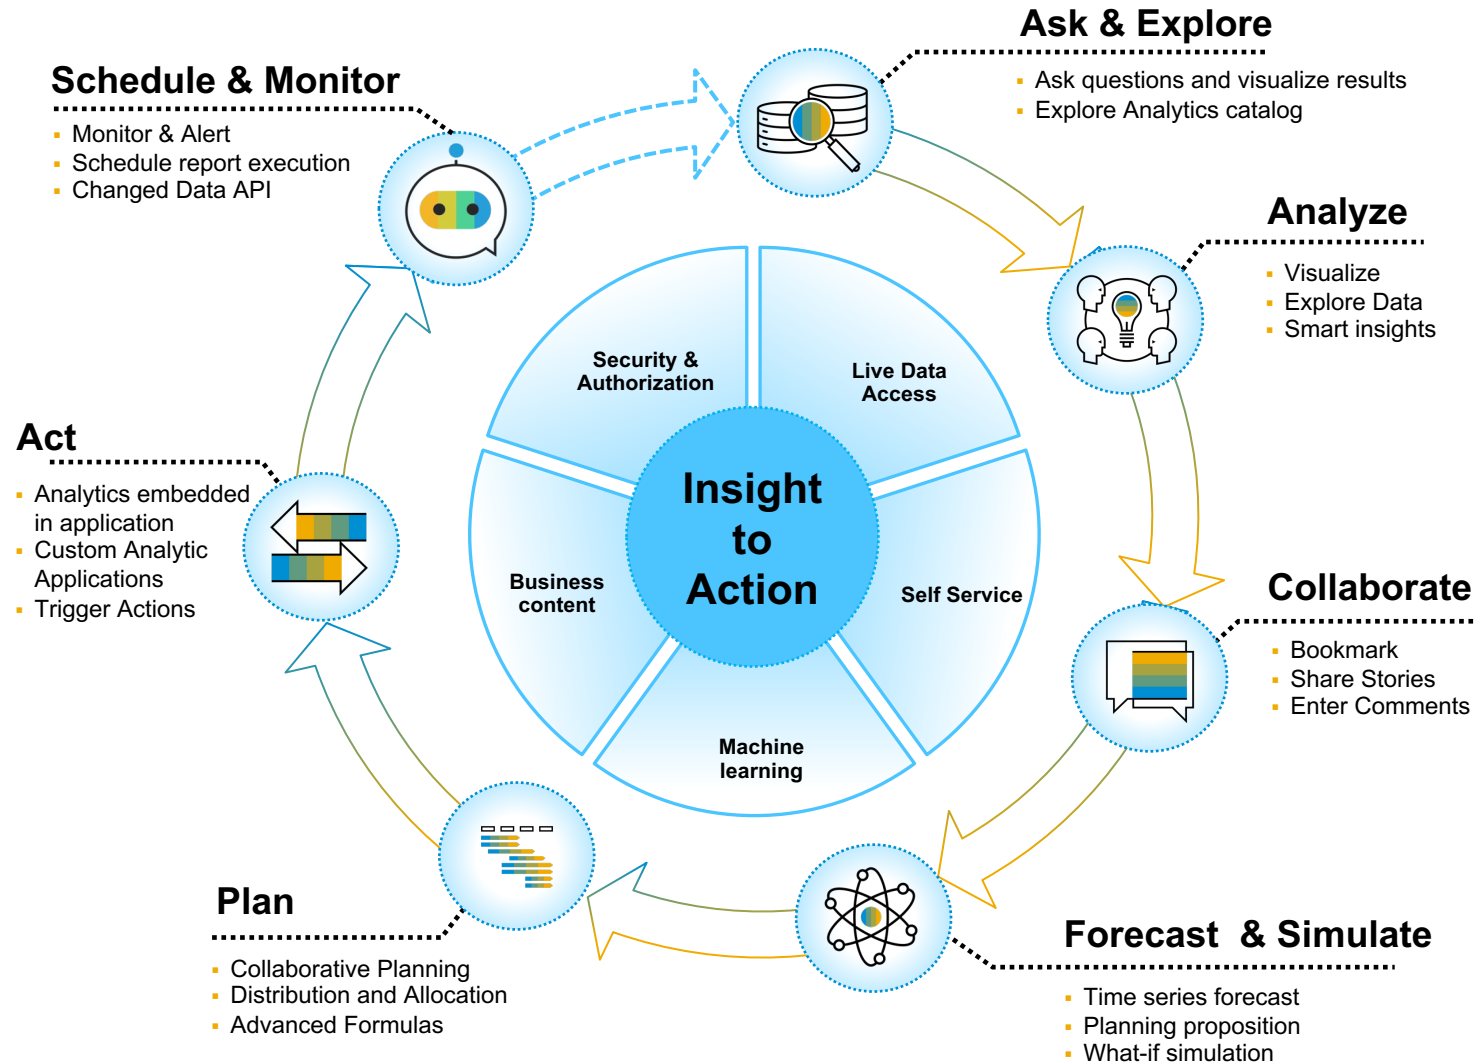 Ask & Explore
Ask questions and visualize results
Explore Analytics catalog
Schedule & Monitor
Monitor & Alert
Schedule report execution
Changed Data API
Analyze
Visualize
Explore Data
Smart insights
Security &
Authorization
Live Data
Access
Act
Analytics embedded
in application
Custom Analytic
Applications
Trigger Actions
Insight
to
Action
Business
content
Self Service
Machine
learning
Collaborate
Bookmark
Share Stories
Enter Comments
Plan
Collaborative Planning
Distribution and Allocation
Advanced Formulas
Forecast & Simulate
Time series forecast
Planning proposition
What-if simulation